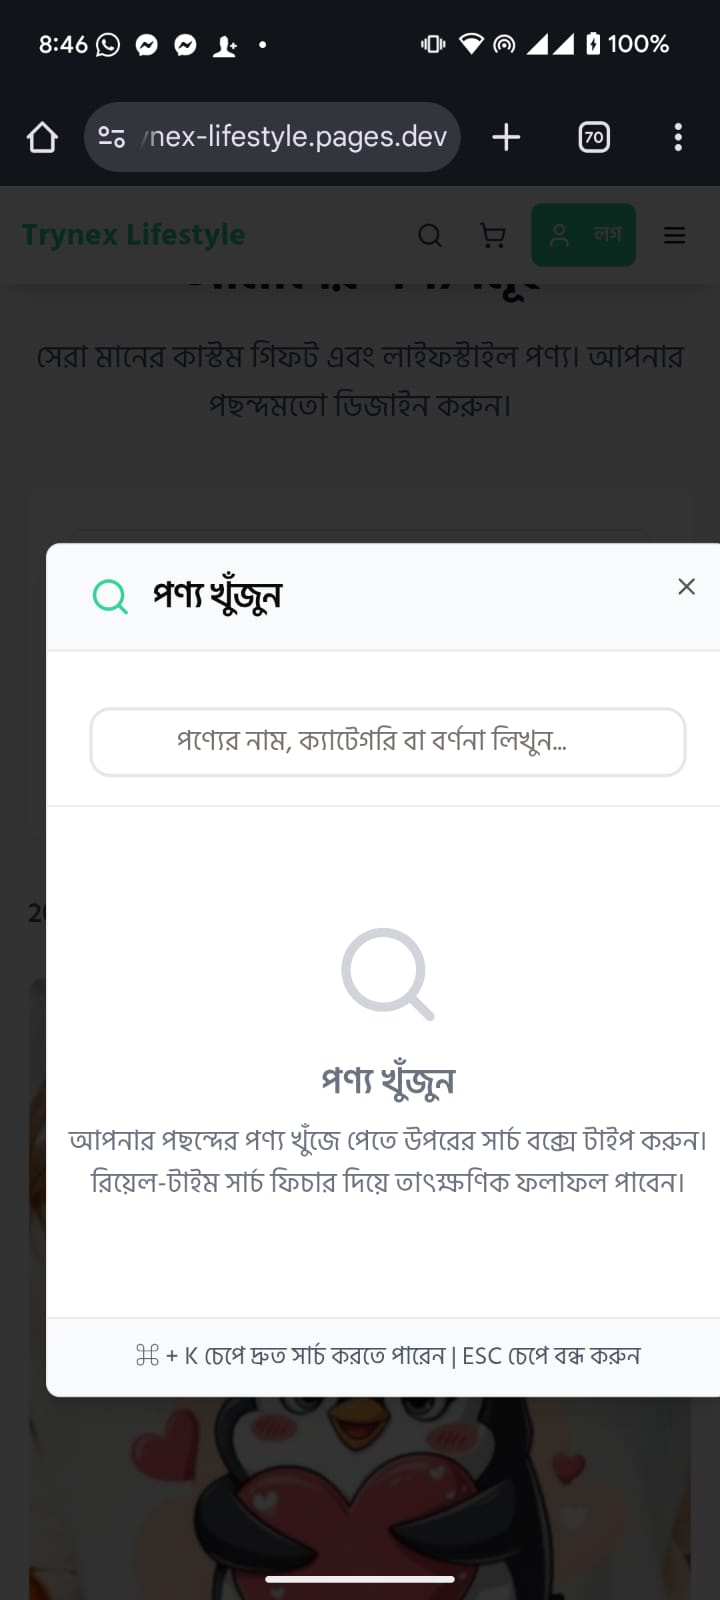 8:46
100%
nex-lifestyle.pages.dev
70
Trynex Lifestyle
লগ
সেরা মানের কাস্টম গিফট এবং লাইফস্টাইল পণ্য। আপনার
পছন্দমতো ডিজাইন করুন।
পণ্য খুঁজুন
পণ্যের নাম, ক্যাটেগরি বা বর্ণনা লিখুন...
পণ্য খুঁজুন
আপনার পছন্দের পণ্য খুঁজে পেতে উপরের সার্চ বক্সে টাইপ করুন।
রিয়েল-টাইম সার্চ ফিচার দিয়ে তাৎক্ষণিক ফলাফল পাবেন।
⌘ + K চেপে দ্রুত সার্চ করতে পারেন | ESC চেপে বন্ধ করুন